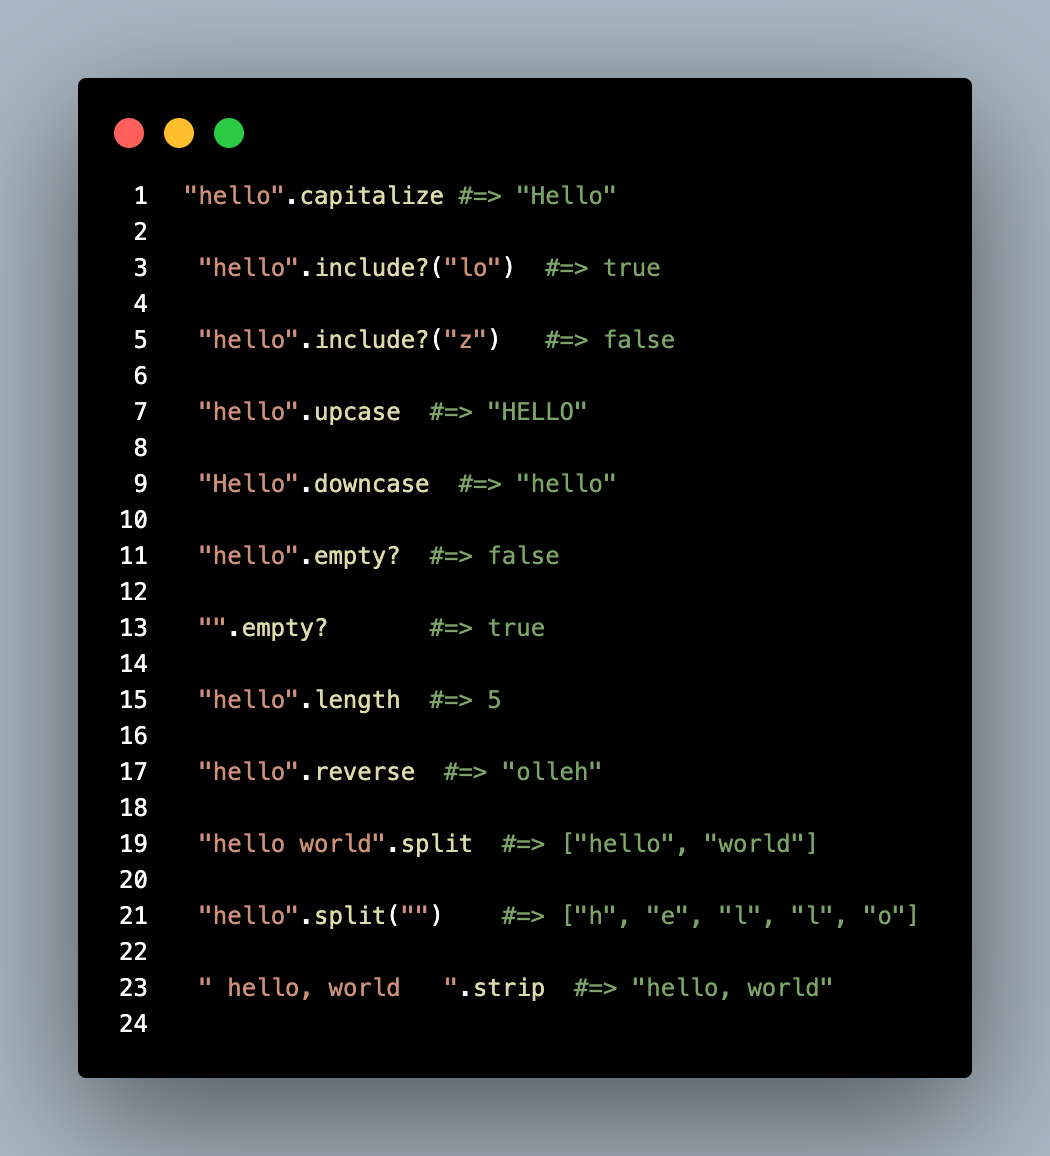 1 "hello".capitalize #=> "Hello"
2
3 "hello".include?("lo")  #=> true
4
5 "hello".include?("z")   #=> false
6
7 "hello".upcase  #=> "HELLO"
8
9 "Hello".downcase  #=> "hello"
10
11 "hello".empty?  #=> false
12
13 "".empty?       #=> true
14
15 "hello".length  #=> 5
16
17 "hello".reverse  #=> "olleh"
18
19 "hello world".split  #=> ["hello", "world"]
20
21 "hello".split("")    #=> ["h", "e", "l", "l", "o"]
22
23 " hello, world   ".strip  #=> "hello, world"
24